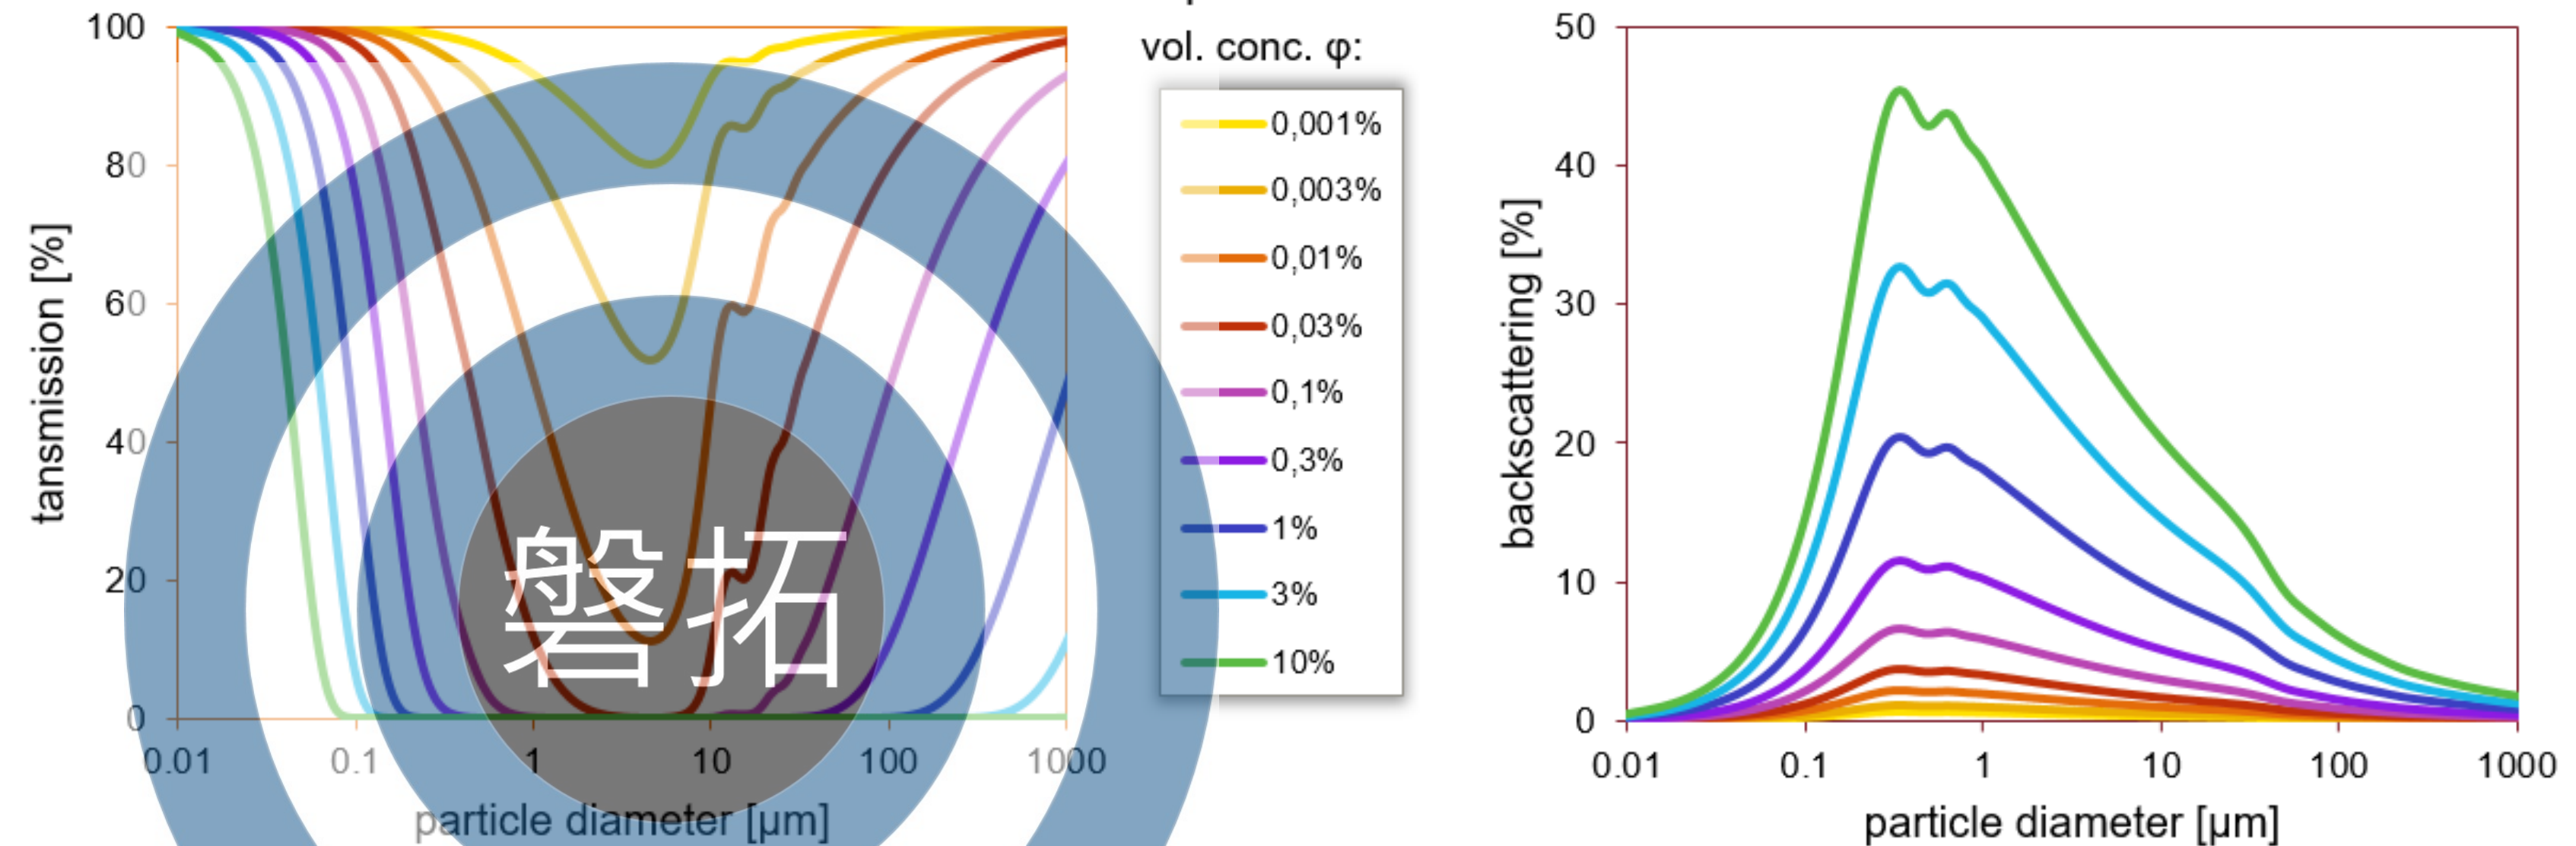 100
80
60
40
20
0
tansmission [%]
0.01 0.1 1 10 100 1000
particle diameter [µm]
磐拓
vol. conc. φ:
0,001%
0,003%
0,01%
0,03%
0,1%
0,3%
1%
3%
10%
50
40
30
20
10
0
backscattering [%]
0.01 0.1 1 10 100 1000
particle diameter [µm]